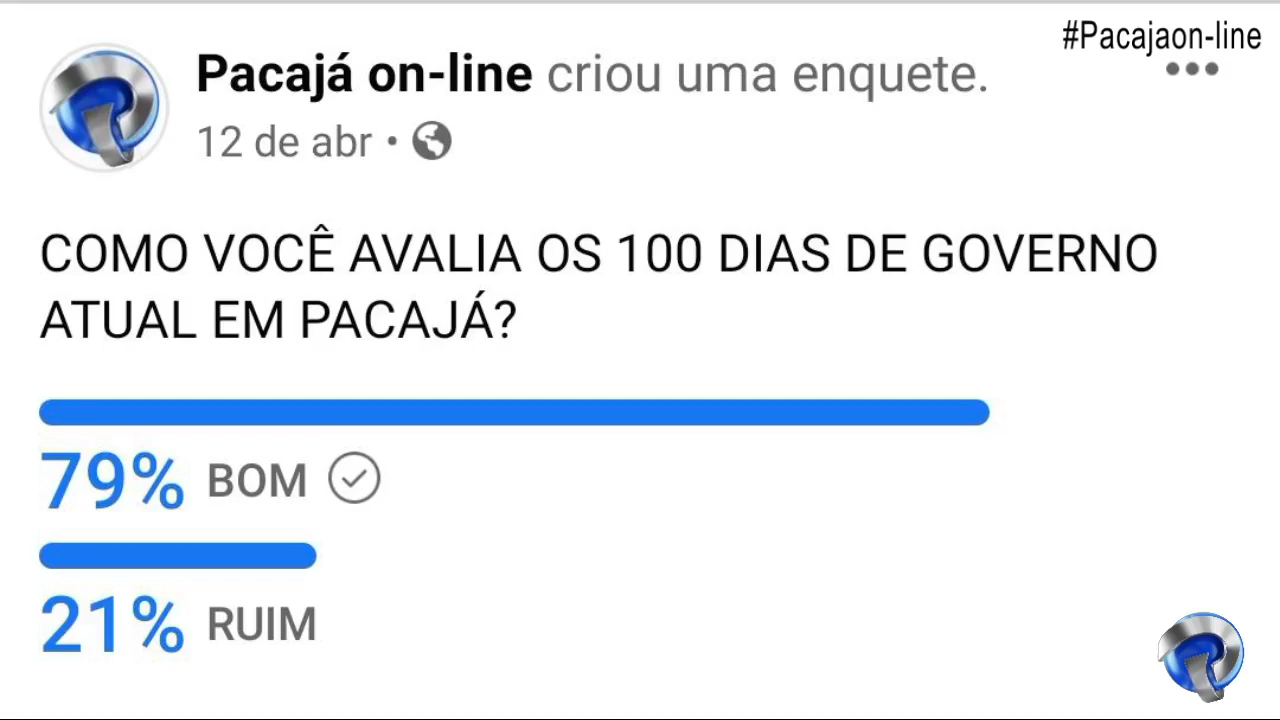 #Pacajaon-line
Pacajá on-line criou uma enquete.
12 de abr •
COMO VOCÊ AVALIA OS 100 DIAS DE GOVERNO
ATUAL EM PACAJÁ?
79% BOM
21% RUIM